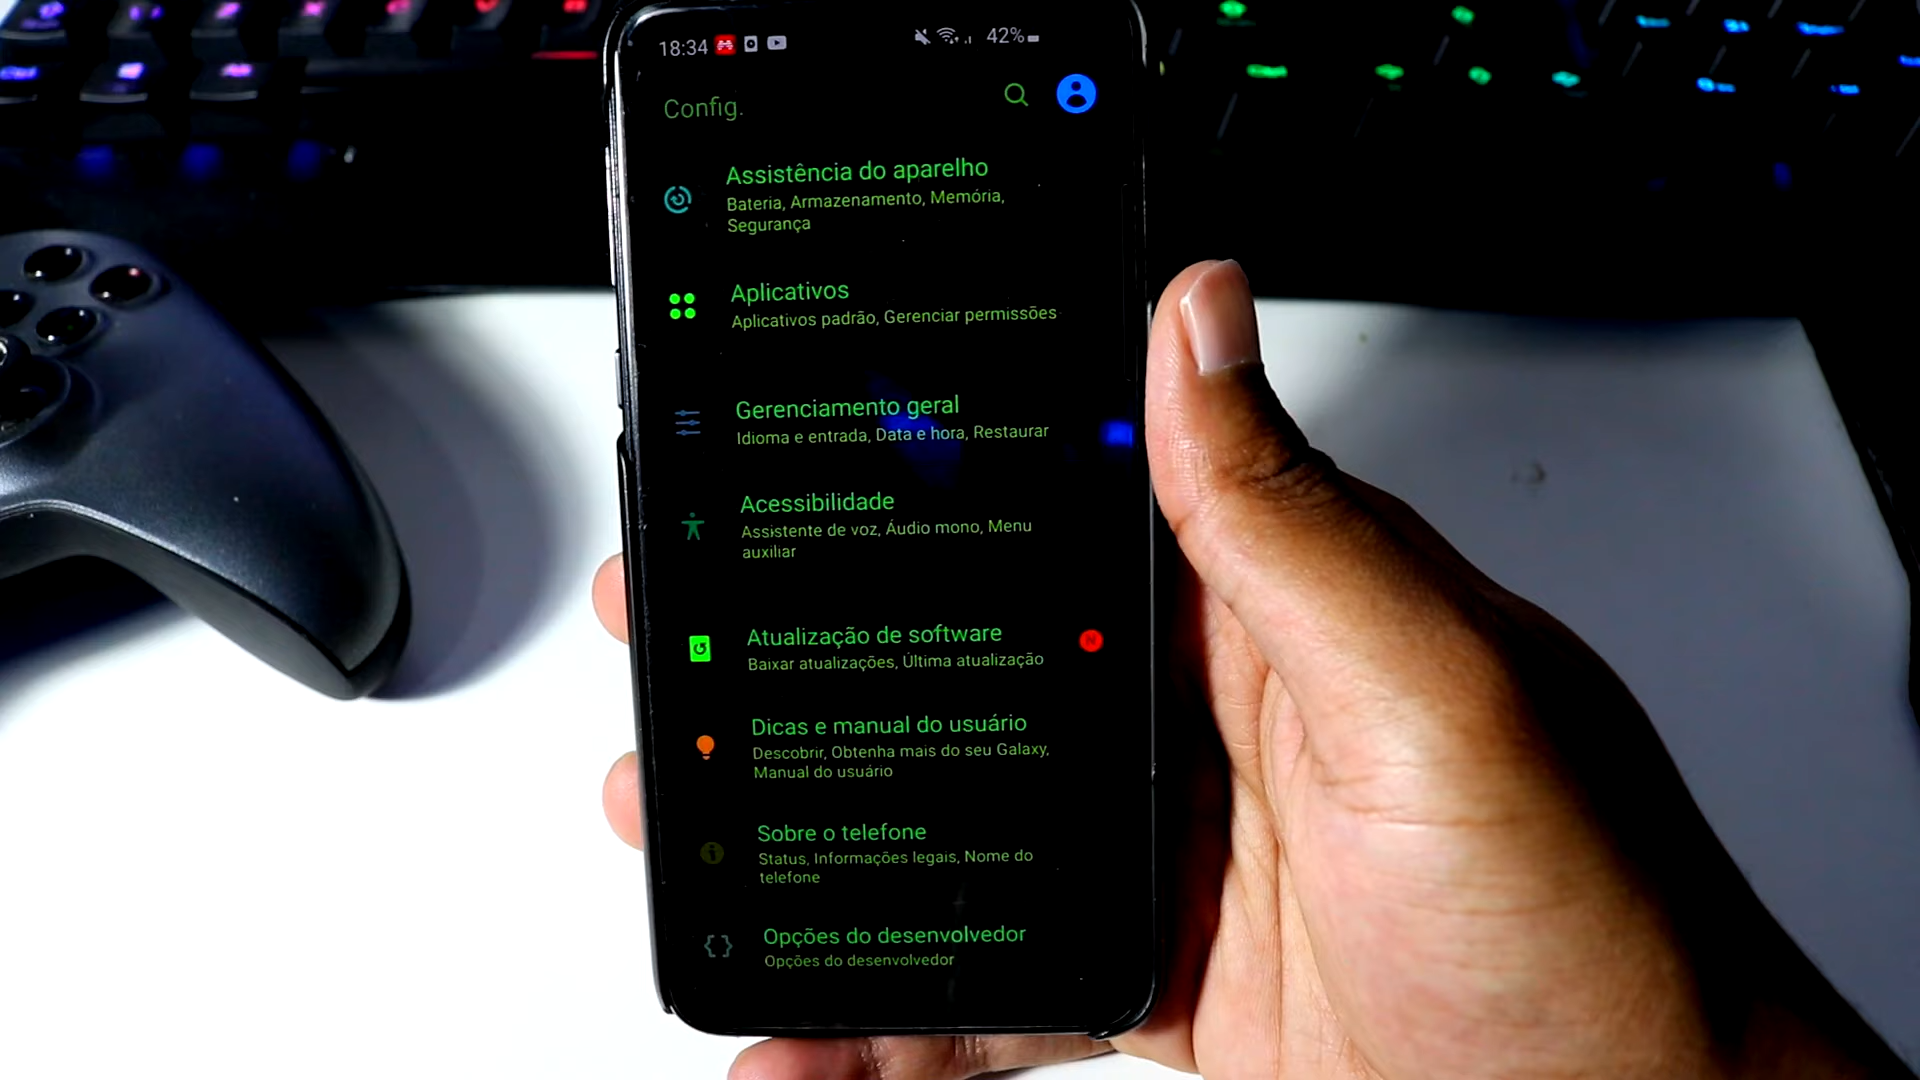 18:34
42%
Config.
Assistência do aparelho
Bateria, Armazenamento, Memória,
Segurança
Aplicativos
Aplicativos padrão, Gerenciar permissões
Gerenciamento geral
Idioma e entrada, Data e hora, Restaurar
Acessibilidade
Assistente de voz, Áudio mono, Menu
auxiliar
Atualização de software
Baixar atualizações, Última atualização
N
Dicas e manual do usuário
Descobrir, Obtenha mais do seu Galaxy,
Manual do usuário
Sobre o telefone
Status, Informações legais, Nome do
telefone
Opções do desenvolvedor
Opções do desenvolvedor